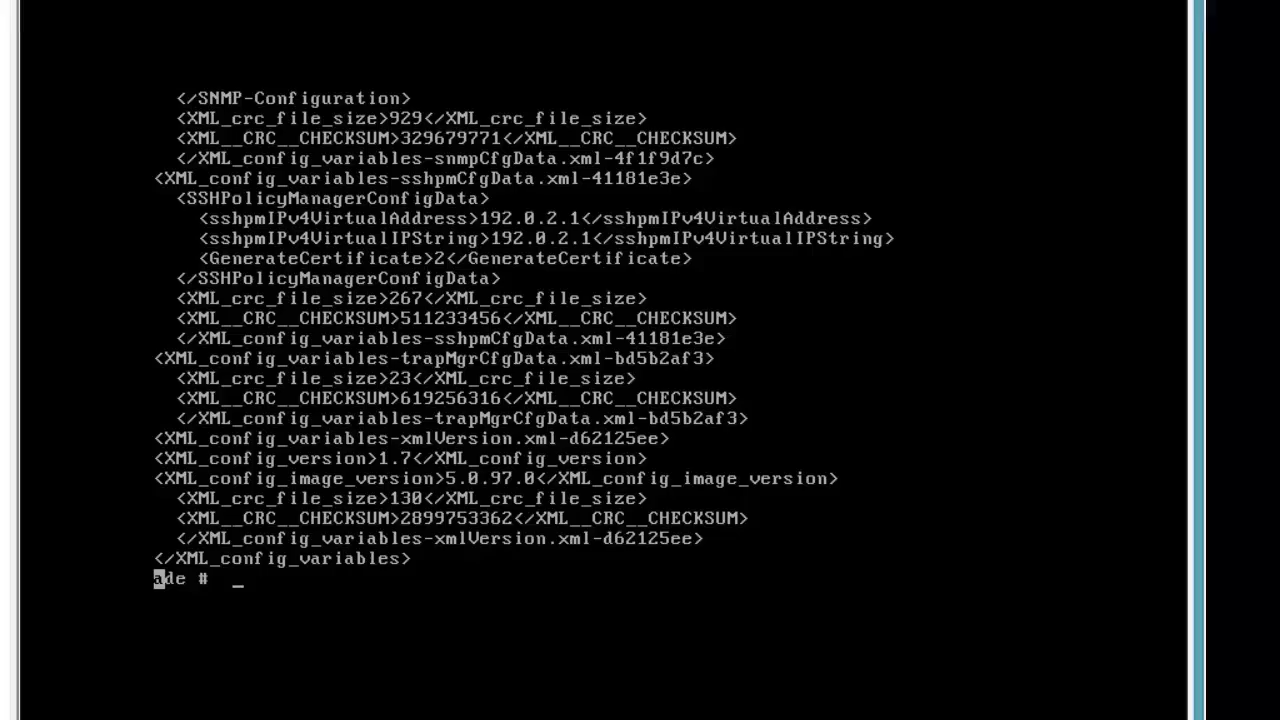 </SNMP-Configuration>
<XML_crc_file_size>929</XML_crc_file_size>
<XML__CRC__CHECKSUM>329679771</XML__CRC__CHECKSUM>
</XML_config_variables-snmpCfgData.xml-4f1f9d7c>
<XML_config_variables-sshpmCfgData.xml-41181e3e>
<SSHPolicyManagerConfigData>
<sshpmIPv4VirtualAddress>192.0.2.1</sshpmIPv4VirtualAddress>
<sshpmIPv4VirtualIPString>192.0.2.1</sshpmIPv4VirtualIPString>
<GenerateCertificate>2</GenerateCertificate>
</SSHPolicyManagerConfigData>
<XML_crc_file_size>267</XML_crc_file_size>
<XML__CRC__CHECKSUM>511233456</XML__CRC__CHECKSUM>
</XML_config_variables-sshpmCfgData.xml-41181e3e>
<XML_config_variables-trapMgrCfgData.xml-bd5b2af3>
<XML_crc_file_size>23</XML_crc_file_size>
<XML__CRC__CHECKSUM>619256316</XML__CRC__CHECKSUM>
</XML_config_variables-trapMgrCfgData.xml-bd5b2af3>
<XML_config_variables-xmlVersion.xml-d62125ee>
<XML_config_version>1.7</XML_config_version>
<XML_config_image_version>5.0.97.0</XML_config_image_version>
<XML_crc_file_size>130</XML_crc_file_size>
<XML__CRC__CHECKSUM>2899753362</XML__CRC__CHECKSUM>
</XML_config_variables-xmlVersion.xml-d62125ee>
</XML_config_variables>
ade # _